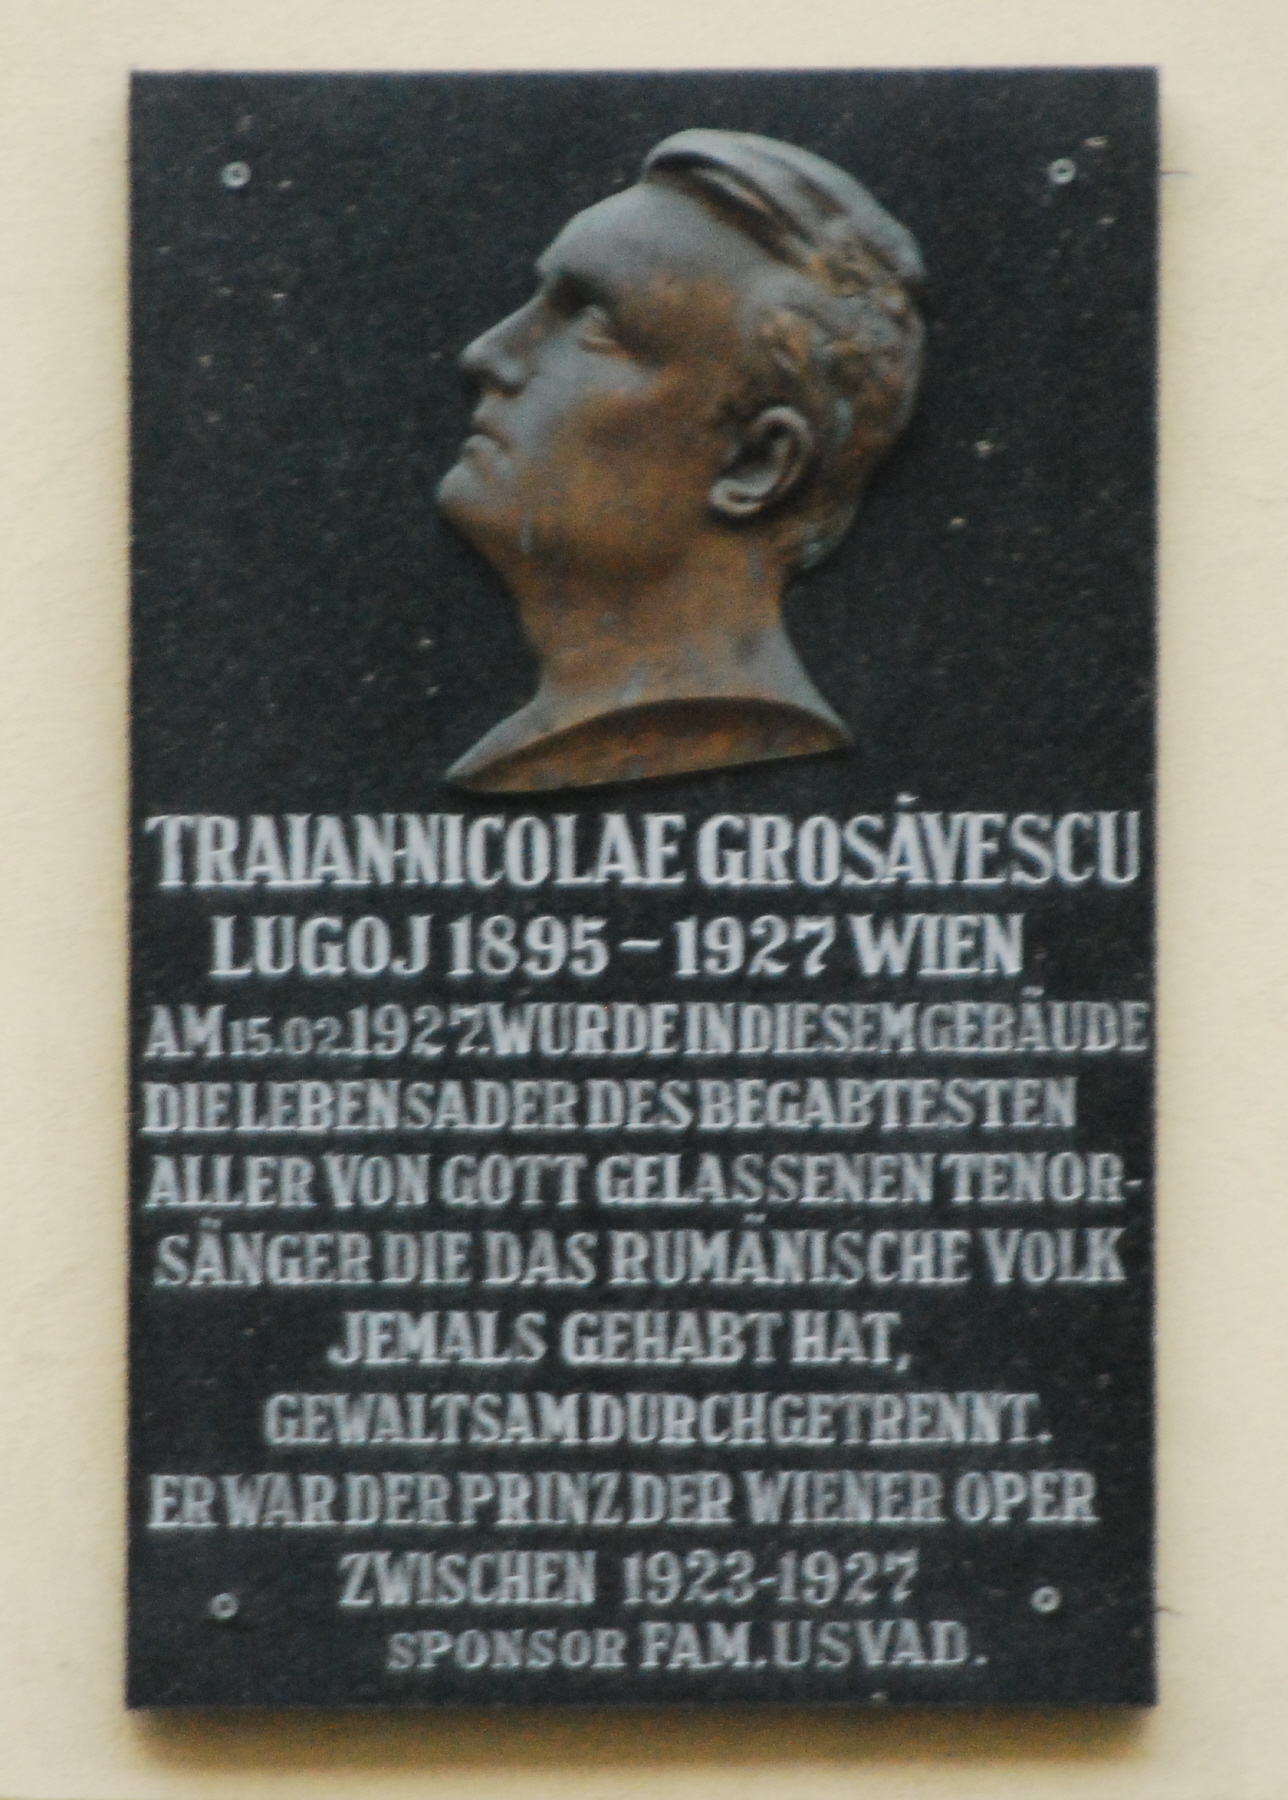 TRAIAN-NICOLAE GROSĂVESCU
LUGOJ 1895 – 1927 WIEN
AM 15.02.1927. WURDE IN DIESEM GEBÄUDE
DIE LEBENSADER DES BEGABTESTEN
ALLER VON GOTT GELASSENEN TENOR-
SÄNGER DIE DAS RUMÄNISCHE VOLK
JEMALS GEHABT HAT,
GEWALTSAM DURCHGETRENNT.
ER WAR DER PRINZ DER WIENER OPER
ZWISCHEN 1923-1927
SPONSOR FAM. USVAD.